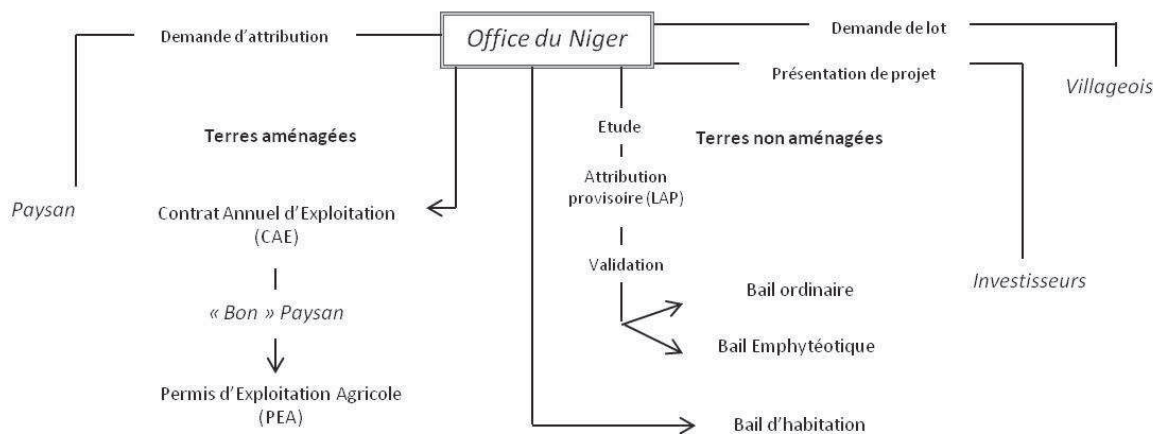 Demande d'attribution
Office du Niger
Demande de lot
Présentation de projet
Villageois
Etude
Terres aménagées
Terres non aménagées
Attribution
provisoire (LAP)
Paysan
Contrat Annuel d'Exploitation
(CAE)
Validation
Investisseurs
Bail ordinaire
« Bon » Paysan
Bail Emphytéotique
Permis d'Exploitation Agricole
(PEA)
Bail d'habitation